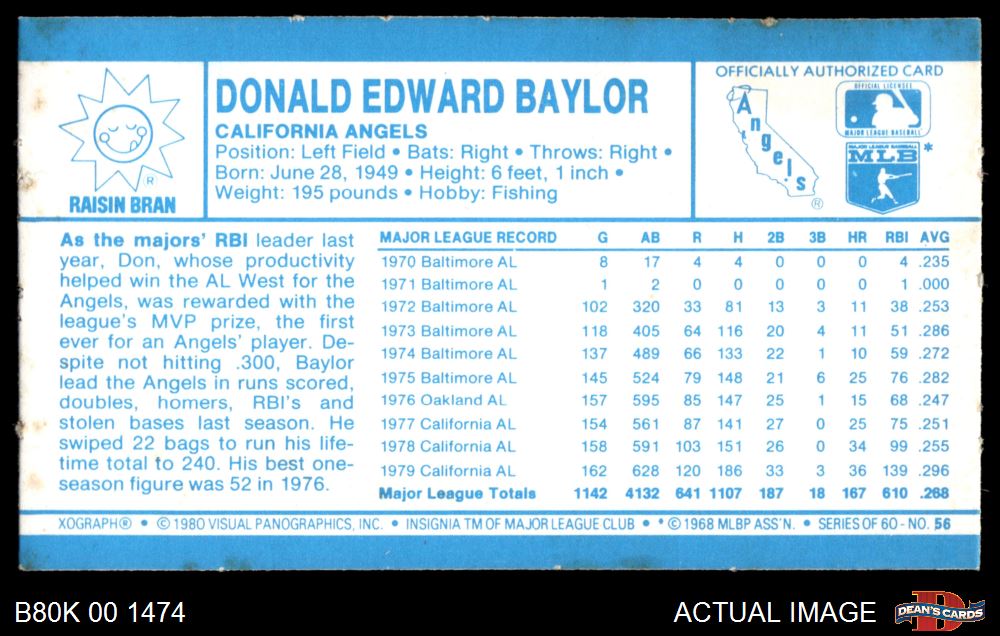 RAISIN BRAN
®
DONALD EDWARD BAYLOR
CALIFORNIA ANGELS
Position: Left Field • Bats: Right • Throws: Right •
Born: June 28, 1949 • Height: 6 feet, 1 inch •
Weight: 195 pounds • Hobby: Fishing
OFFICIALLY AUTHORIZED CARD
Angels
®
OFFICIAL LICENSEE
MAJOR LEAGUE BASEBALL
MAJOR LEAGUE BASEBALL
MLB *
As the majors' RBI leader last
year, Don, whose productivity
helped win the AL West for the
Angels, was rewarded with the
league's MVP prize, the first
ever for an Angels' player. De-
spite not hitting .300, Baylor
lead the Angels in runs scored,
doubles, homers, RBI's and
stolen bases last season. He
swiped 22 bags to run his life-
time total to 240. His best one-
season figure was 52 in 1976.
MAJOR LEAGUE RECORD G AB R H 2B 3B HR RBI AVG
1970 Baltimore AL 8 17 4 4 0 0 0 4 .235
1971 Baltimore AL 1 2 0 0 0 0 0 1 .000
1972 Baltimore AL 102 320 33 81 13 3 11 38 .253
1973 Baltimore AL 118 405 64 116 20 4 11 51 .286
1974 Baltimore AL 137 489 66 133 22 1 10 59 .272
1975 Baltimore AL 145 524 79 148 21 6 25 76 .282
1976 Oakland AL 157 595 85 147 25 1 15 68 .247
1977 California AL 154 561 87 141 27 0 25 75 .251
1978 California AL 158 591 103 151 26 0 34 99 .255
1979 California AL 162 628 120 186 33 3 36 139 .296
Major League Totals 1142 4132 641 1107 187 18 167 610 .268
XOGRAPH® • © 1980 VISUAL PANOGRAPHICS, INC. • INSIGNIA TM OF MAJOR LEAGUE CLUB • * © 1968 MLBP ASS'N. • SERIES OF 60 - NO. 56
B80K 00 1474
ACTUAL IMAGE
DEAN'S CARDS